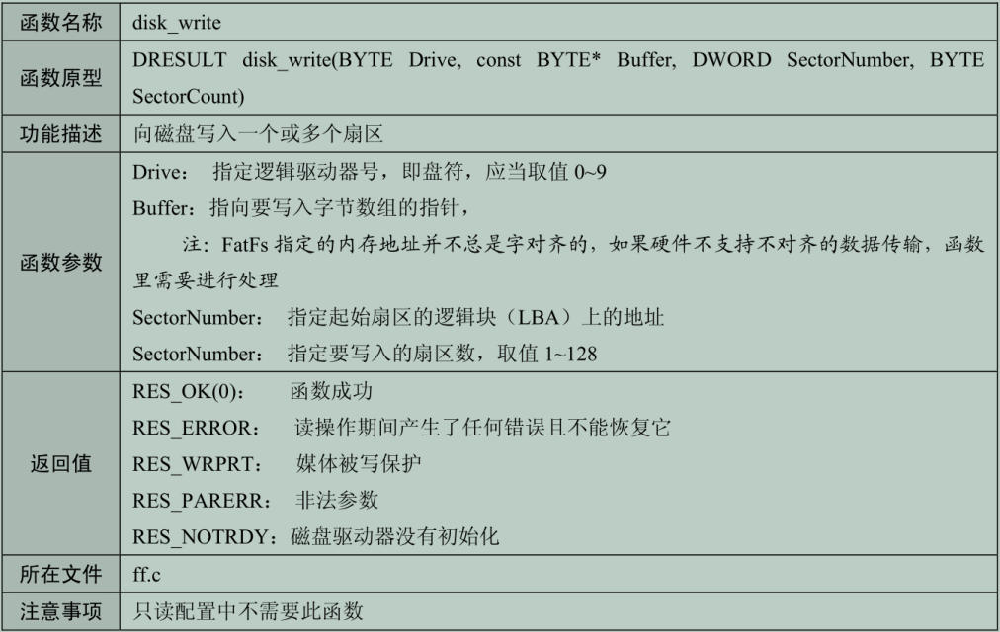 函数名称 disk_write
函数原型 DRESULT disk_write(BYTE Drive, const BYTE* Buffer, DWORD SectorNumber, BYTE
SectorCount)
功能描述 向磁盘写入一个或多个扇区
函数参数
Drive： 指定逻辑驱动器号，即盘符，应当取值 0~9
Buffer：指向要写入字节数组的指针，
注：FatFs 指定的内存地址并不总是字对齐的，如果硬件不支持不对齐的数据传输，函数
里需要进行处理
SectorNumber： 指定起始扇区的逻辑块（LBA）上的地址
SectorNumber： 指定要写入的扇区数，取值 1~128
返回值
RES_OK(0)： 函数成功
RES_ERROR： 读操作期间产生了任何错误且不能恢复它
RES_WRPRT： 媒体被写保护
RES_PARERR： 非法参数
RES_NOTRDY：磁盘驱动器没有初始化
所在文件 ff.c
注意事项 只读配置中不需要此函数